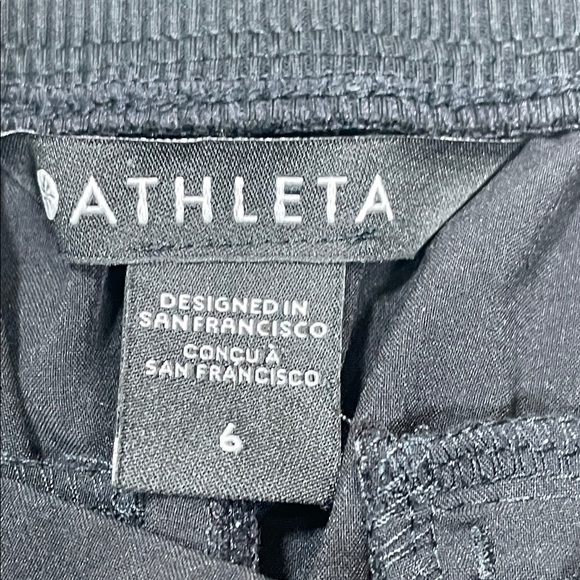 ATHLETA
DESIGNED IN
SAN FRANCISCO
CONÇU À
SAN FRANCISCO
6